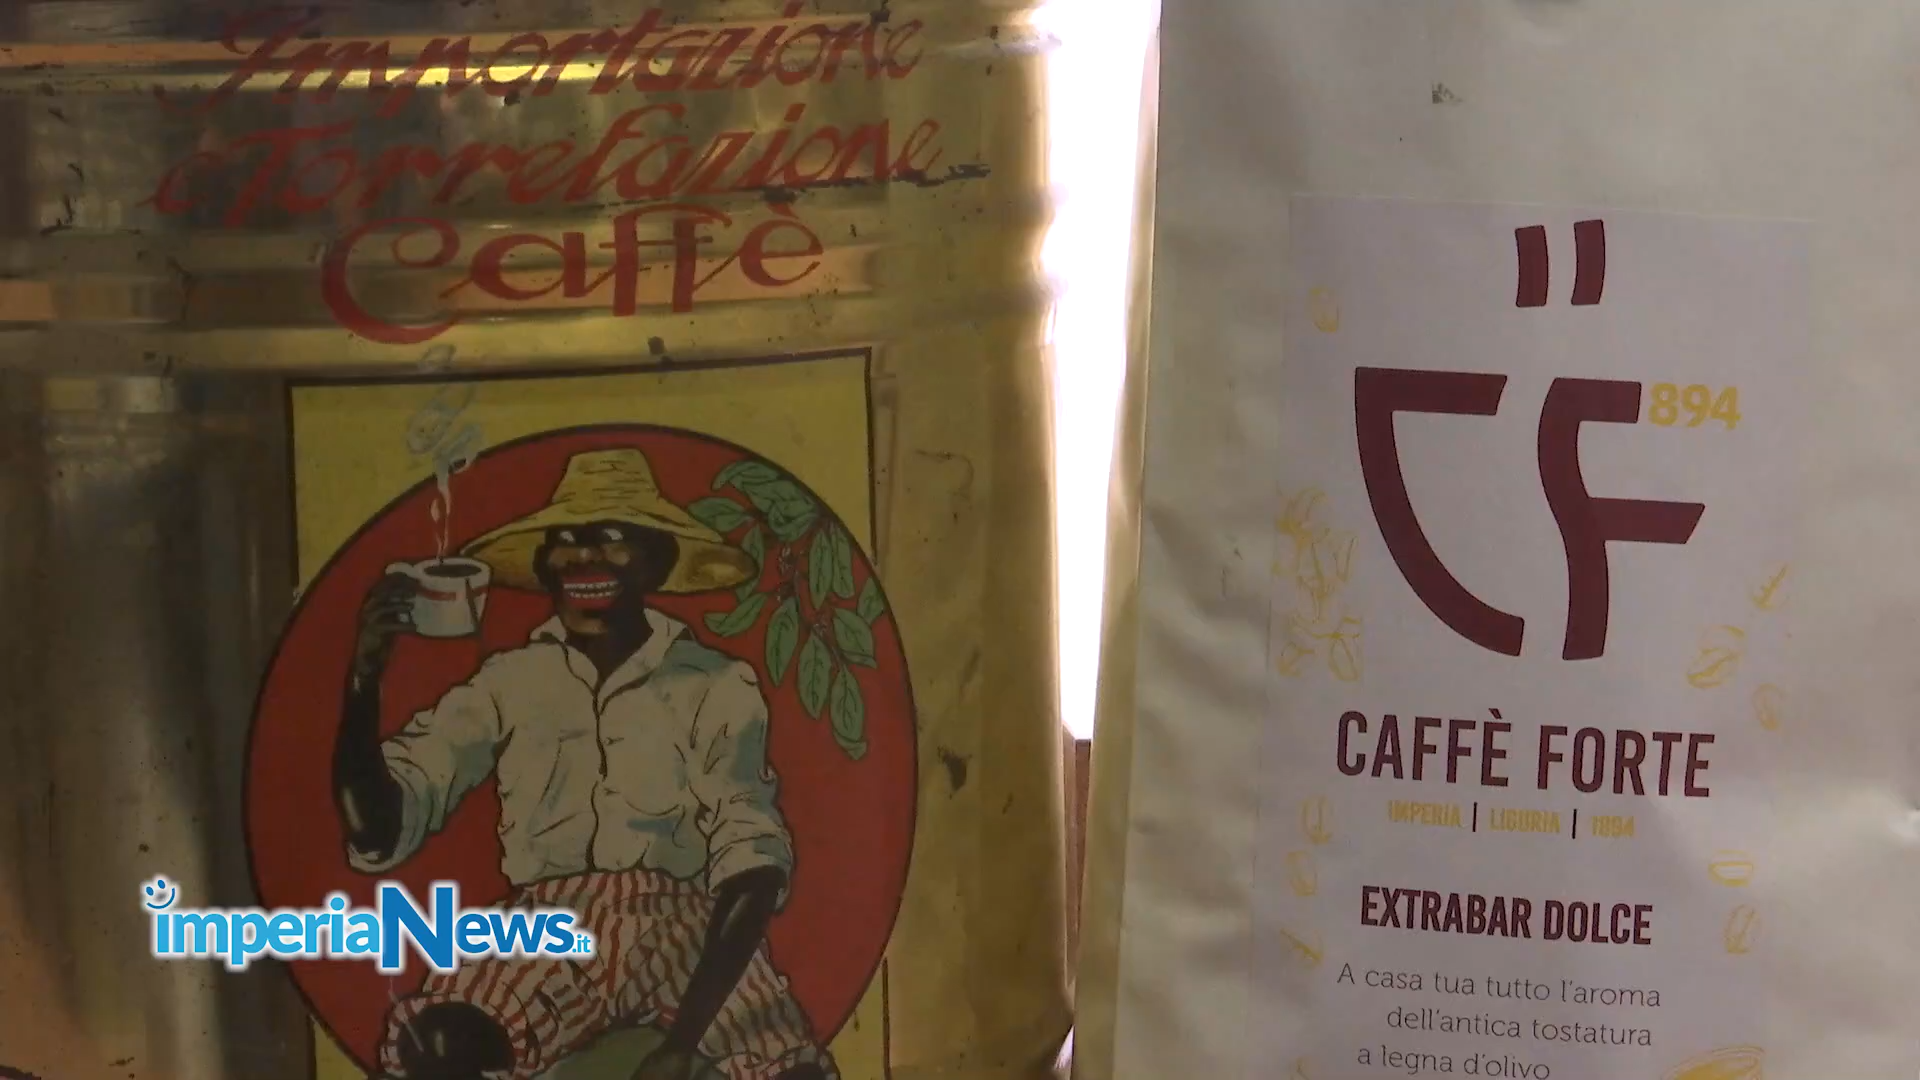 Importazione
e Torrefazione
Caffè
894
CF
CAFFÈ FORTE
IMPERIA | LIGURIA | 1894
EXTRABAR DOLCE
A casa tua tutto l'aroma
dell'antica tostatura
a legna d'olivo
imperiaNews.it